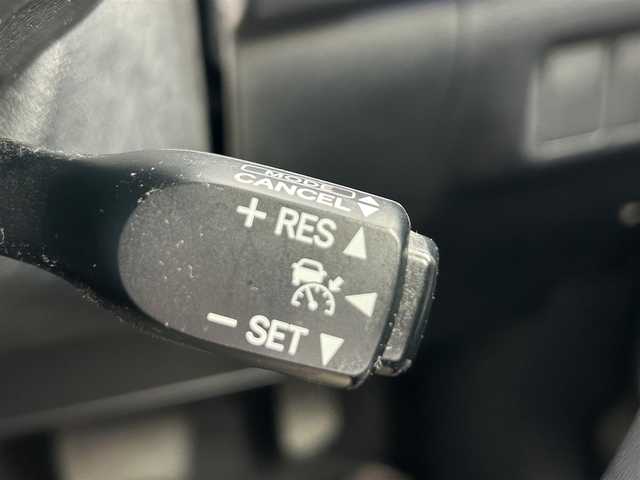 MODE
CANCEL
+ RES
- SET